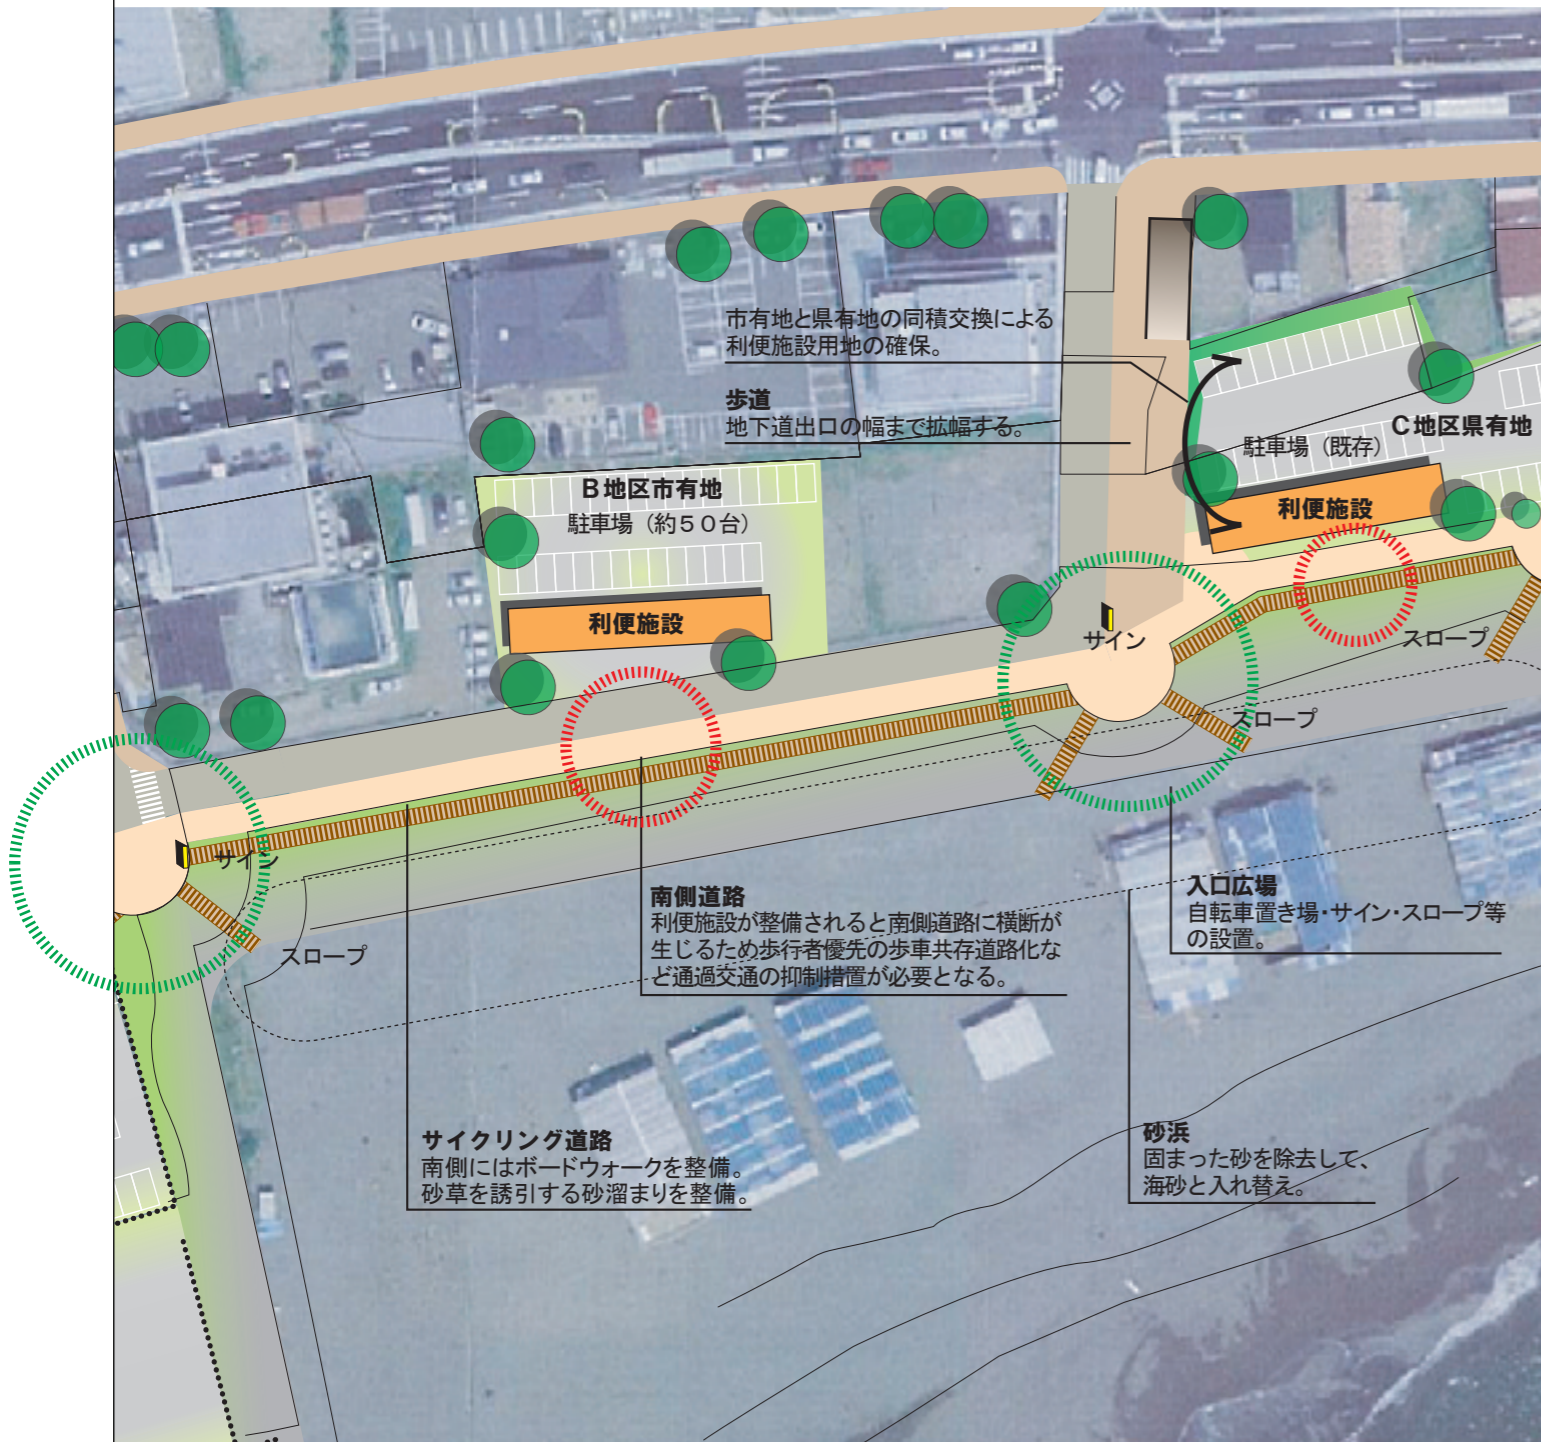 市有地と県有地の同積交換による
利便施設用地の確保。
歩道
地下道出口の幅まで拡幅する。
C地区県有地
駐車場（既存）
利便施設
B地区市有地
駐車場（約50台）
利便施設
サイン
スロープ
スロープ
サイン
スロープ
南側道路
利便施設が整備されると南側道路に横断が
生じるため歩行者優先の歩車共存道路化な
ど通過交通の抑制措置が必要となる。
入口広場
自転車置き場・サイン・スロープ等
の設置。
サイクリング道路
南側にはボードウォークを整備。
砂草を誘引する砂溜まりを整備。
砂浜
固まった砂を除去して、
海砂と入れ替え。